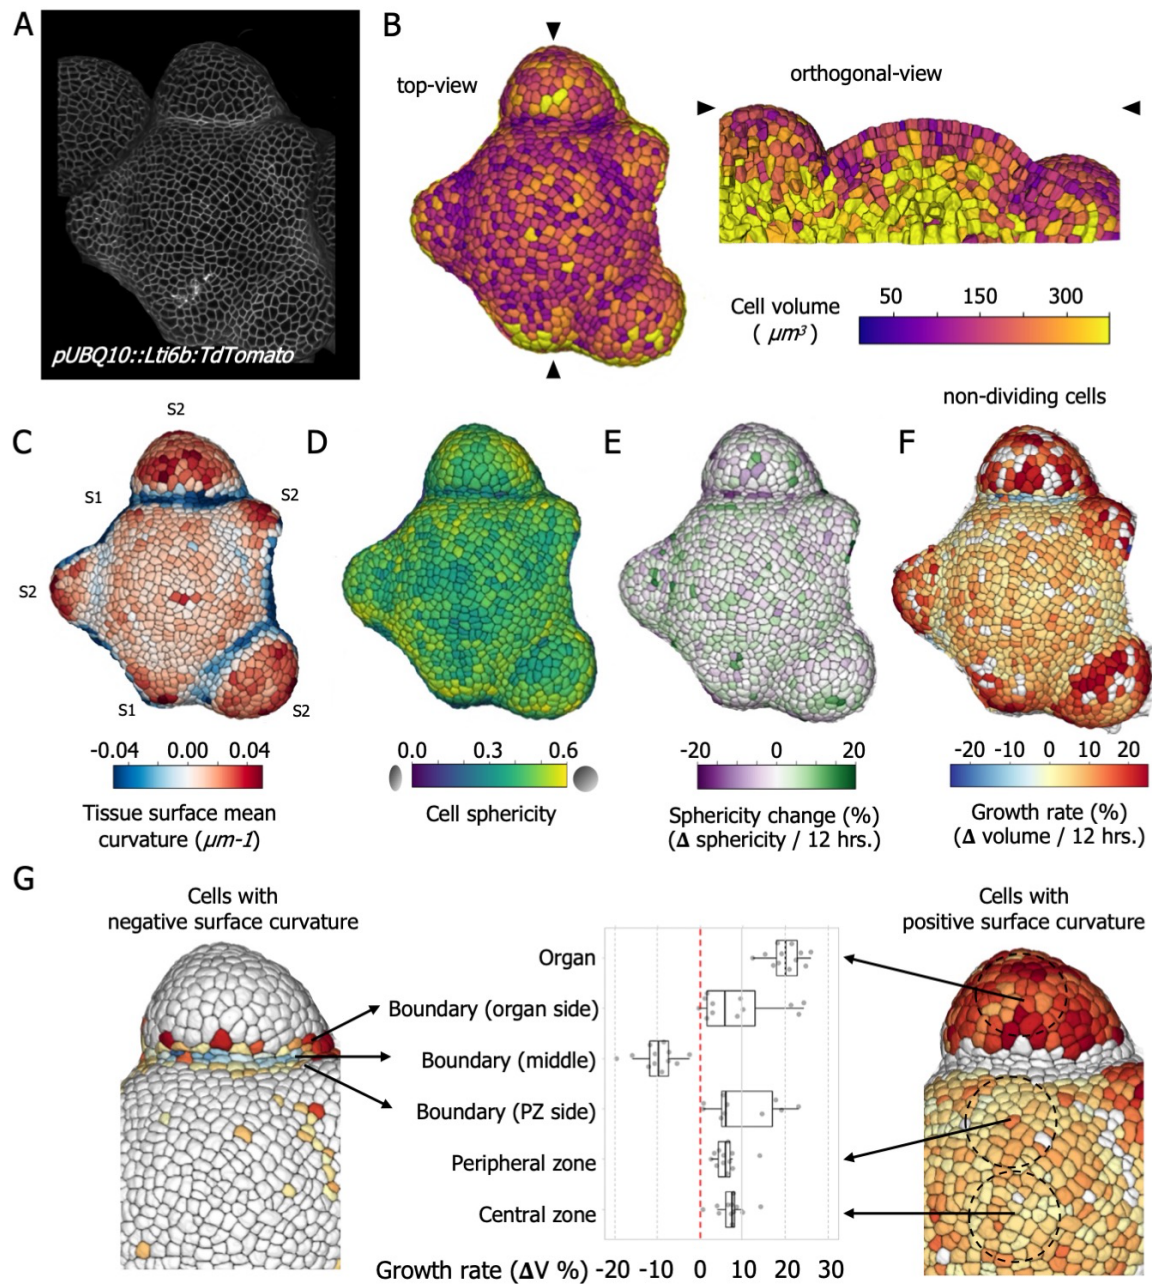 A
pUBQ10::Lti6b:TdTomato
B
top-view
orthogonal-view
Cell volume
( μm³)
50 150 300
non-dividing cells
C
S2
S1
S2
S2
S1
S2
-0.04 0.00 0.04
Tissue surface mean
curvature (μm-1)
D
0.0 0.3 0.6
Cell sphericity
E
-20 0 20
Sphericity change (%)
(Δ sphericity / 12 hrs.)
F
-20 -10 0 10 20
Growth rate (%)
(Δ volume / 12 hrs.)
G
Cells with
negative surface curvature
Organ
Boundary (organ side)
Boundary (middle)
Boundary (PZ side)
Peripheral zone
Central zone
Growth rate (ΔV %) -20 -10 0 10 20 30
Cells with
positive surface curvature